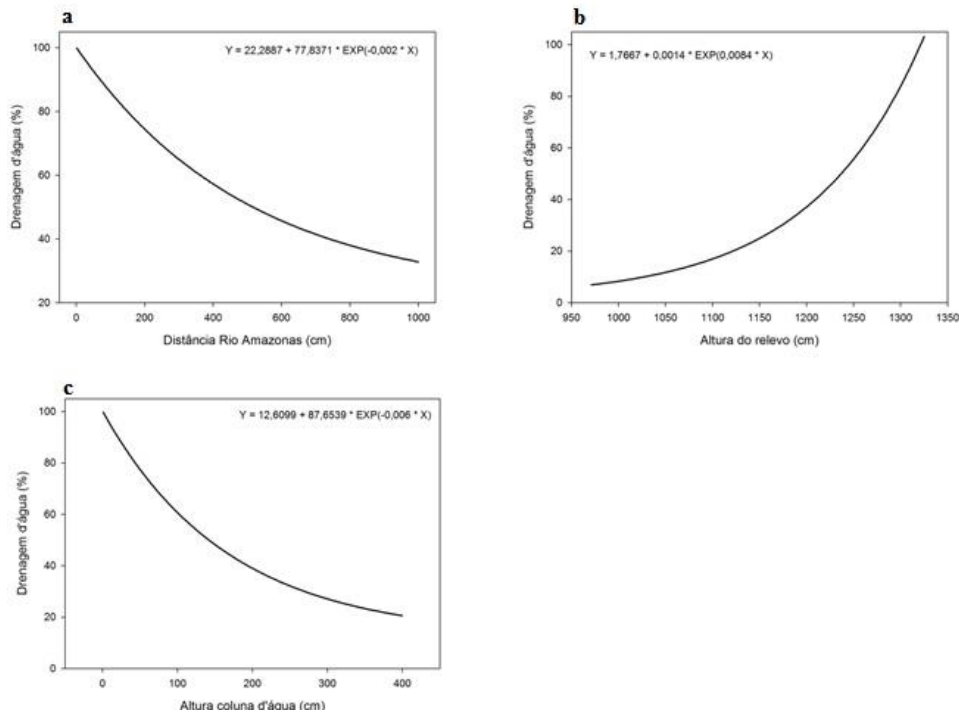 a
Y = 22,2887 + 77,8371 * EXP(-0,002 * X)
100
80
60
40
20
Drenagem d'água (%)
0 200 400 600 800 1000
Distância Rio Amazonas (cm)
b
Y = 1,7667 + 0,0014 * EXP(0,0084 * X)
100
80
60
40
20
0
Drenagem d'água (%)
950 1000 1050 1100 1150 1200 1250 1300 1350
Altura do relevo (cm)
c
Y = 12,6099 + 87,6539 * EXP(-0,006 * X)
100
80
60
40
20
0
Drenagem d'água (%)
0 100 200 300 400
Altura coluna d'água (cm)